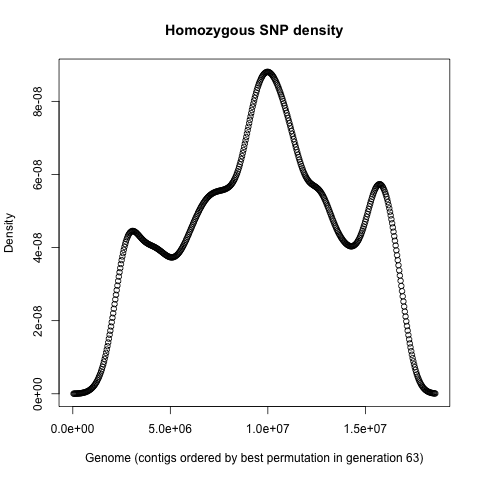 Homozygous SNP density
Density
8e-08
6e-08
4e-08
2e-08
0e+00
0.0e+00 5.0e+06 1.0e+07 1.5e+07
Genome (contigs ordered by best permutation in generation 63)